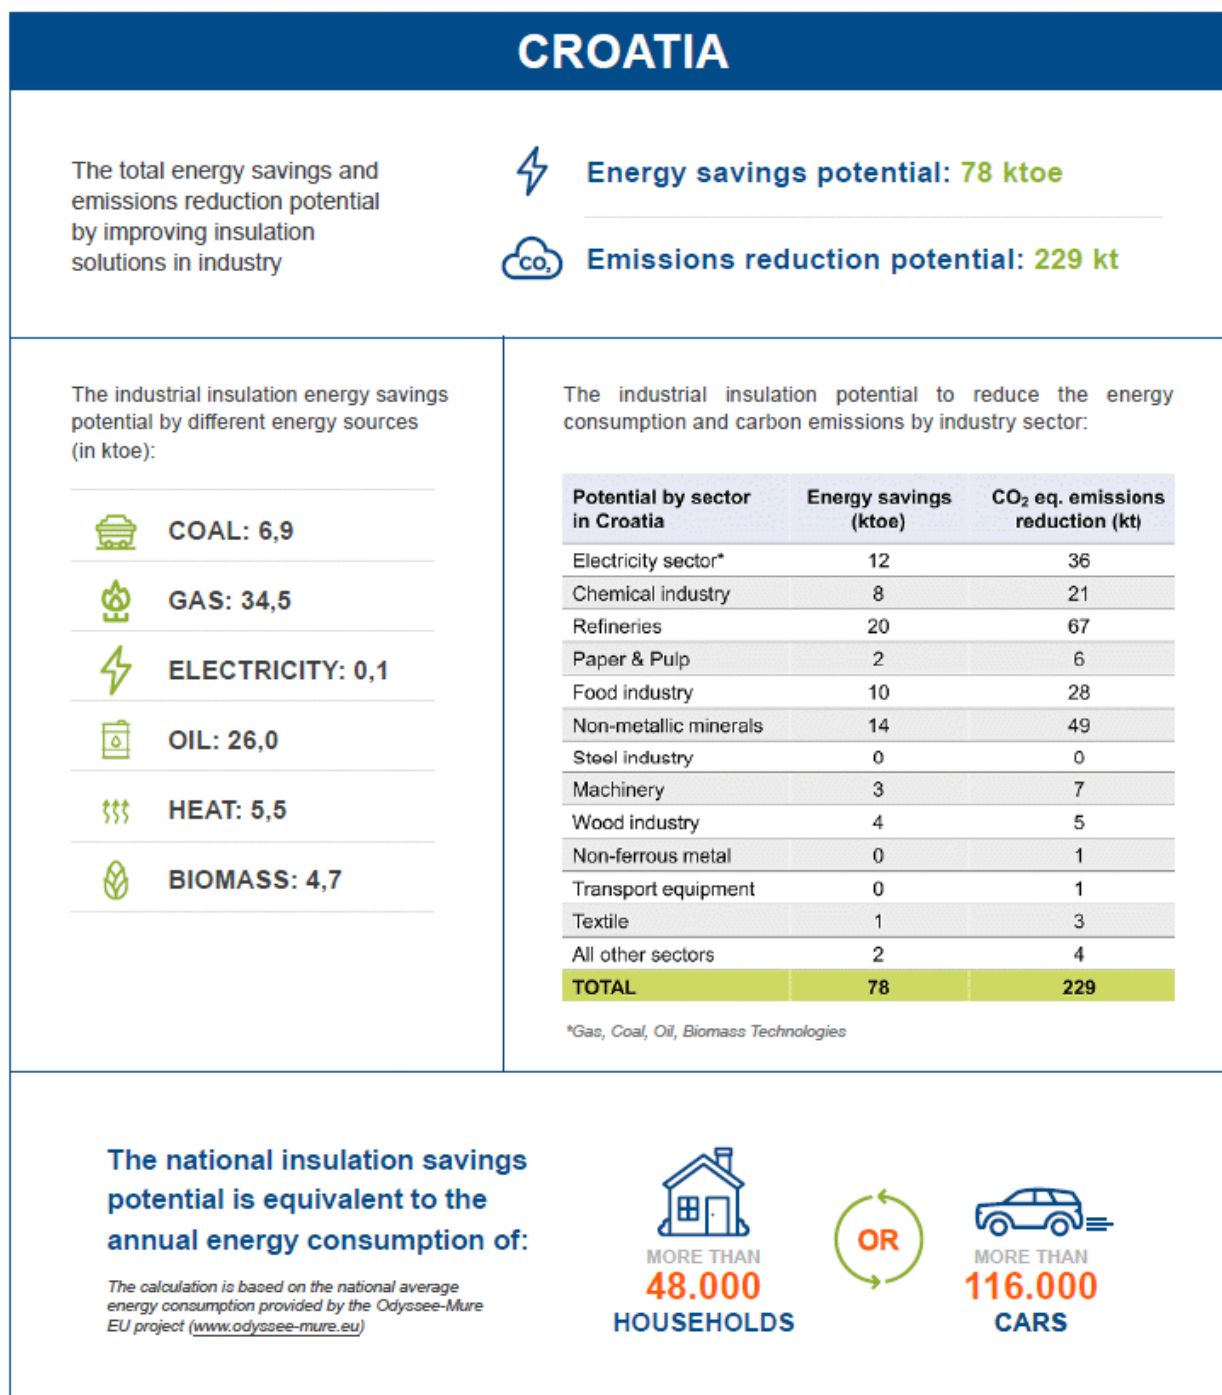 CROATIA
The total energy savings and
emissions reduction potential
by improving insulation
solutions in industry
Energy savings potential: 78 ktoe
CO₂
Emissions reduction potential: 229 kt
The industrial insulation energy savings
potential by different energy sources
(in ktoe):
COAL: 6,9
GAS: 34,5
ELECTRICITY: 0,1
OIL: 26,0
HEAT: 5,5
BIOMASS: 4,7
The industrial insulation potential to reduce the energy
consumption and carbon emissions by industry sector:
Potential by sector Energy savings CO₂ eq. emissions
in Croatia (ktoe) reduction (kt)
Electricity sector* 12 36
Chemical industry 8 21
Refineries 20 67
Paper & Pulp 2 6
Food industry 10 28
Non-metallic minerals 14 49
Steel industry 0 0
Machinery 3 7
Wood industry 4 5
Non-ferrous metal 0 1
Transport equipment 0 1
Textile 1 3
All other sectors 2 4
TOTAL 78 229
*Gas, Coal, Oil, Biomass Technologies
The national insulation savings
potential is equivalent to the
annual energy consumption of:
The calculation is based on the national average
energy consumption provided by the Odyssee-Mure
EU project (www.odyssee-mure.eu)
MORE THAN
48.000
HOUSEHOLDS
OR
MORE THAN
116.000
CARS